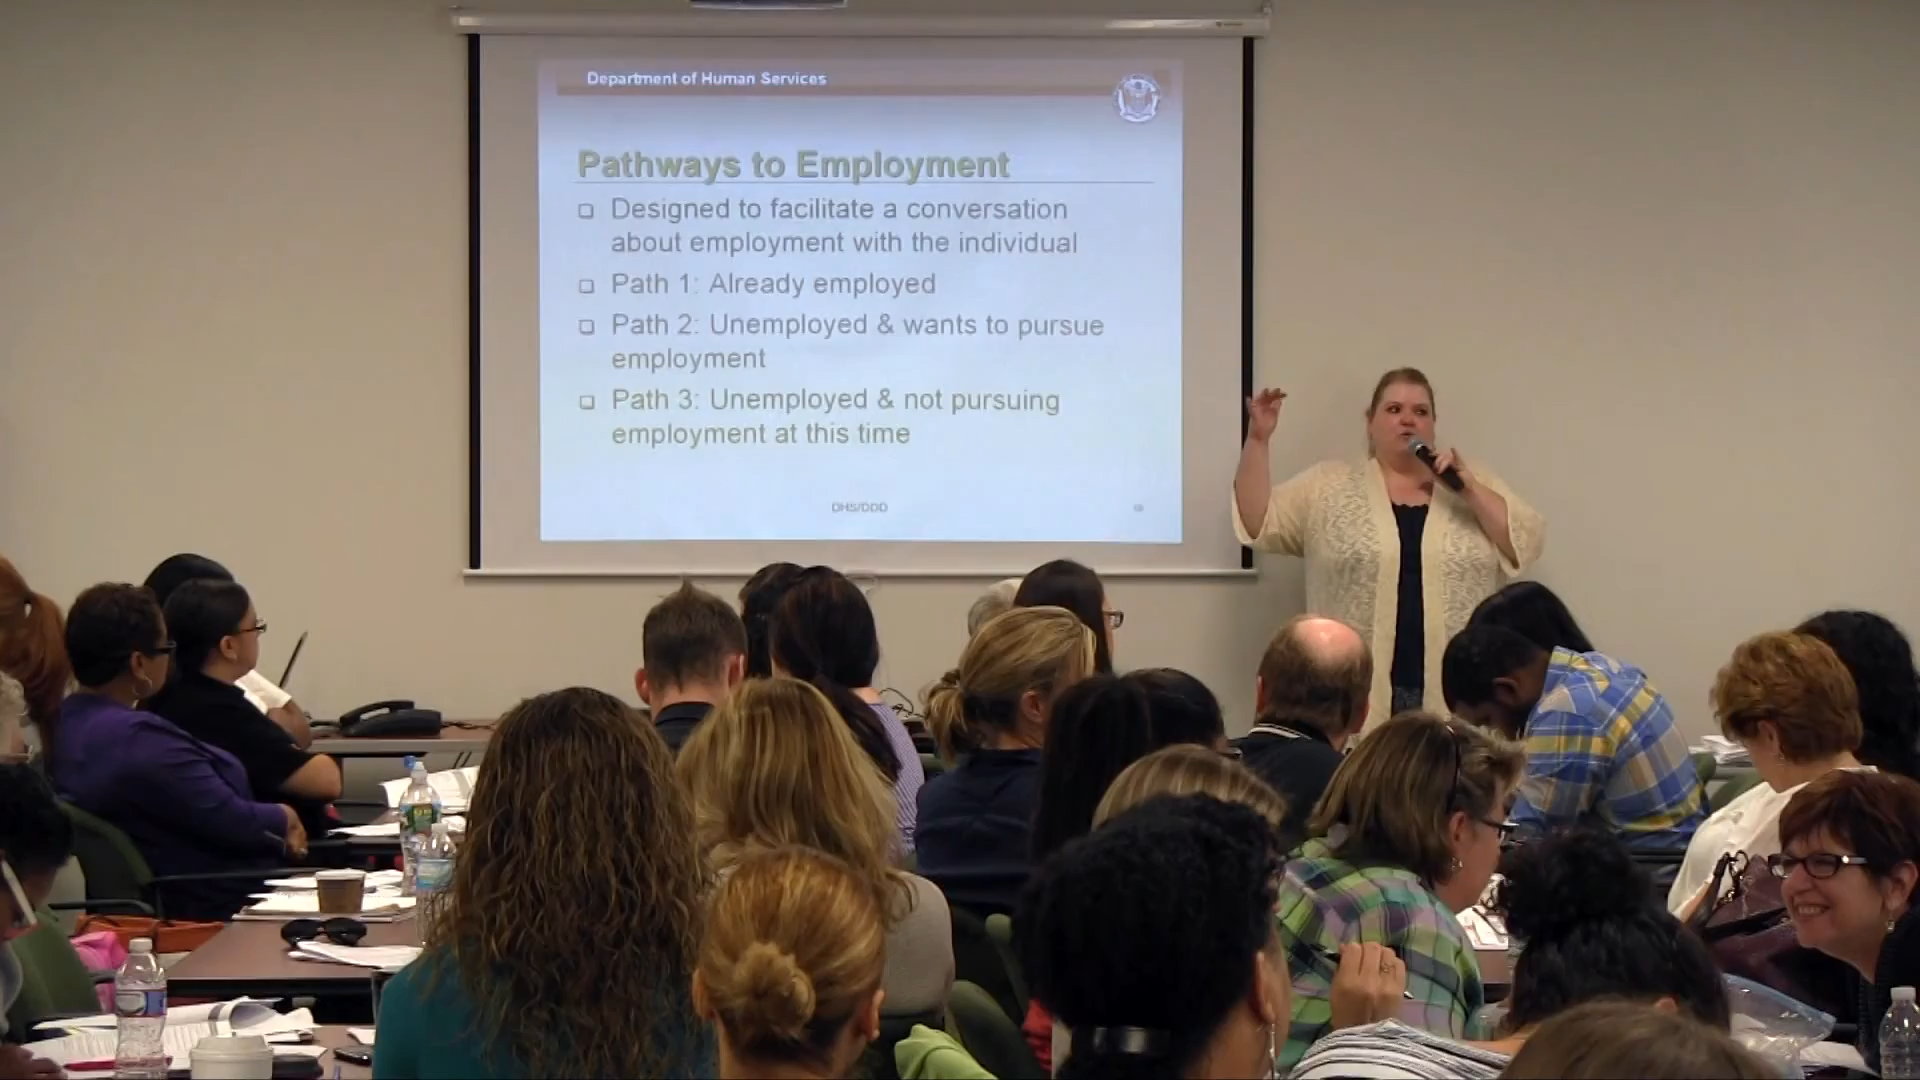 Department of Human Services
Pathways to Employment
Designed to facilitate a conversation
about employment with the individual
Path 1: Already employed
Path 2: Unemployed & wants to pursue
employment
Path 3: Unemployed & not pursuing
employment at this time
DHS/DDD